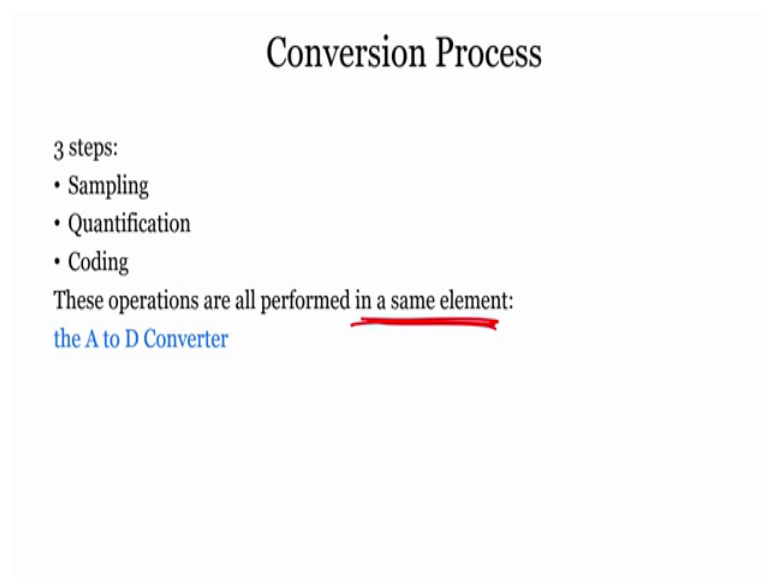 Conversion Process
3 steps:
• Sampling
• Quantification
• Coding
These operations are all performed in a same element:
the A to D Converter